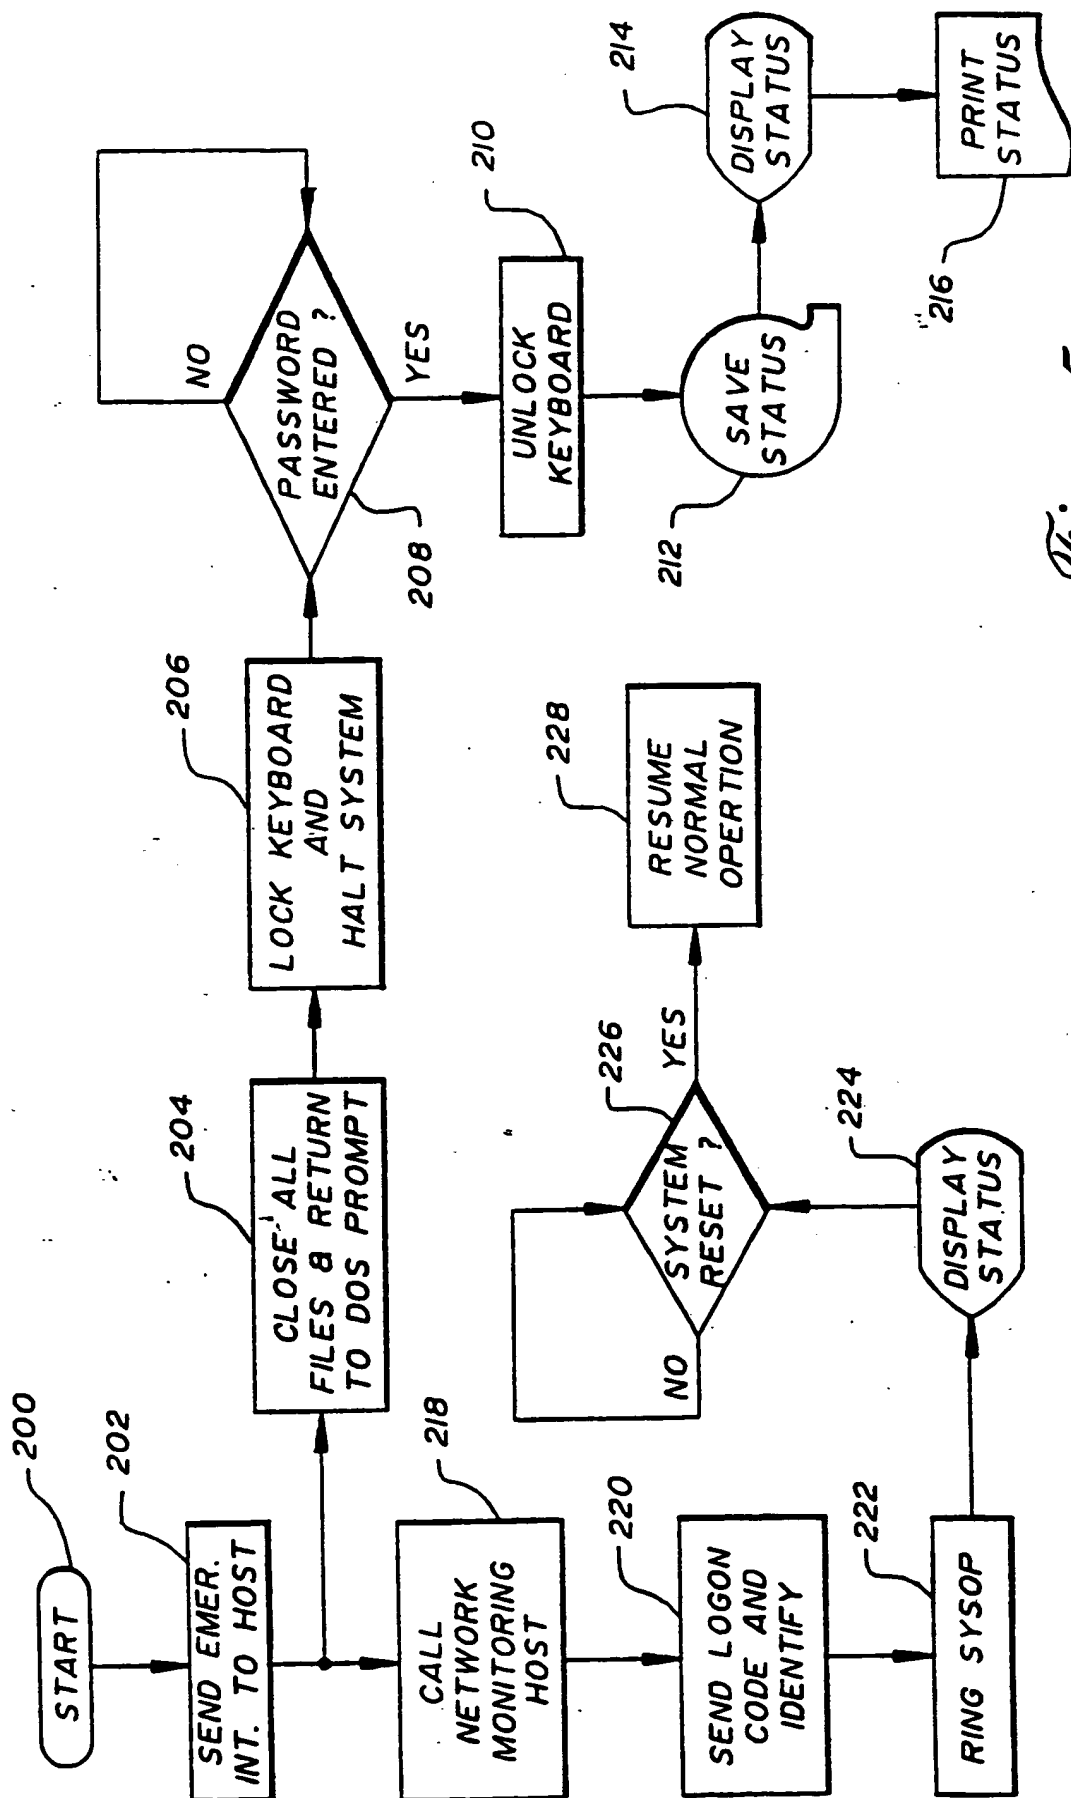 200
START
202
SEND EMER.
INT. TO HOST
204
CLOSE ALL
FILES & RETURN
TO DOS PROMPT
206
LOCK KEYBOARD
AND
HALT SYSTEM
NO
PASSWORD
ENTERED ?
208
YES
210
UNLOCK
KEYBOARD
SAVE
STATUS
212
214
DISPLAY
STATUS
PRINT
STATUS
216
218
CALL
NETWORK
MONITORING
HOST
220
SEND LOGON
CODE AND
IDENTIFY
222
RING SYSOP
224
DISPLAY
STATUS
226
SYSTEM
RESET ?
NO
YES
228
RESUME
NORMAL
OPERTION